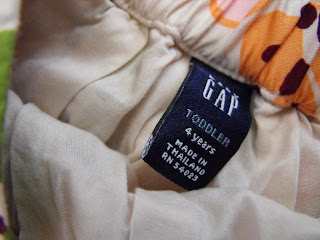 GAP
TODDLER
4 years
MADE IN
THAILAND
RN 54023